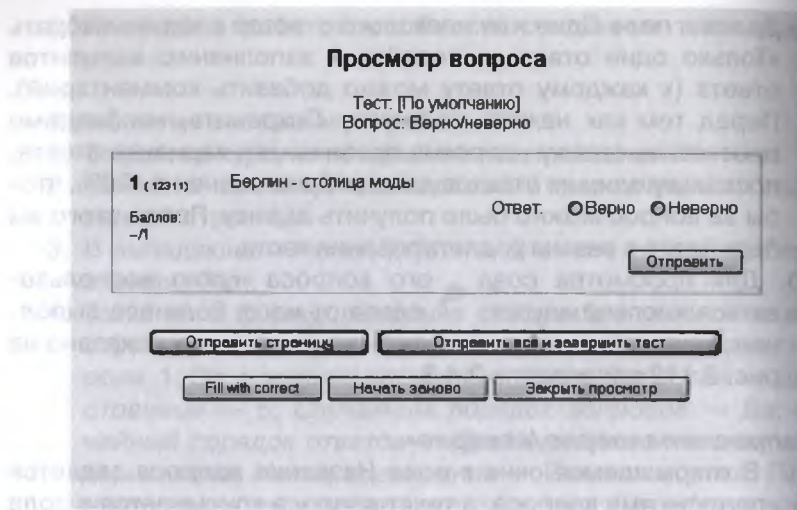 Просмотр вопроса
Тест: [По умолчанию]
Вопрос: Верно/неверно
1 (12311) Берлин - столица моды
Ответ: Верно Неверно
Баллов:
--/1
Отправить
Отправить страницу Отправить всё и завершить тест
Fill with correct Начать заново Закрыть просмотр